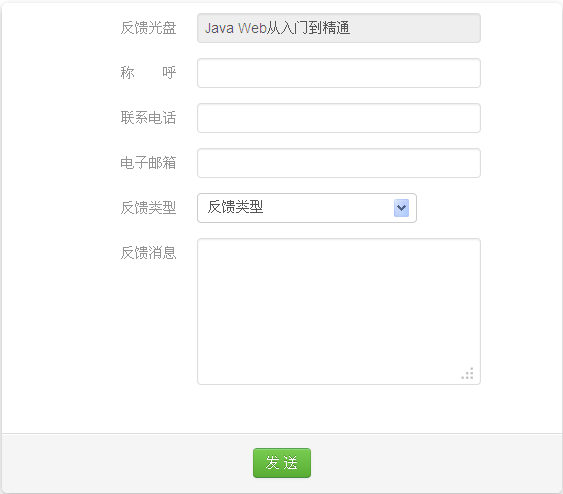 反馈光盘 Java Web从入门到精通
称 呼
联系电话
电子邮箱
反馈类型 反馈类型
反馈消息
发 送